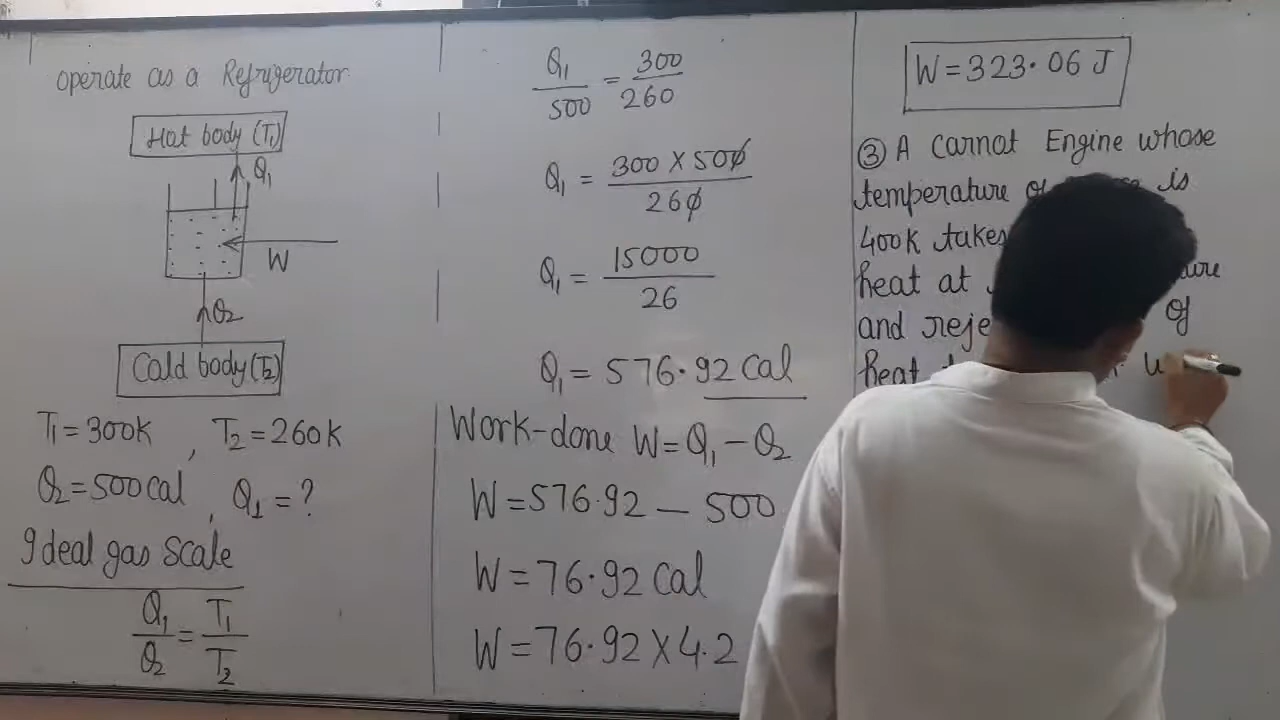 operate as a Refrigerator
Hot body (T₁)
Q₁
W
Q₂
Cold body (T₂)
T₁ = 300K , T₂ = 260K
Q₂ = 500 Cal , Q₁ = ?
Ideal gas scale
Q₁/Q₂ = T₁/T₂
Q₁/500 = 300/260
Q₁ = 300 × 500/260
Q₁ = 15000/26
Q₁ = 576.92 Cal
Work-done W = Q₁ - Q₂
W = 576.92 - 500
W = 76.92 Cal
W = 76.92 × 4.2
W = 323.06 J
③ A Carnot Engine whose
temperature of is
400K takes
heat at
and of
heat